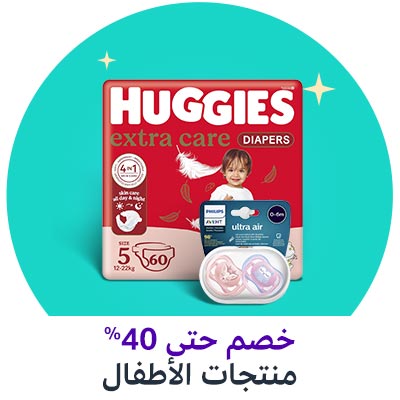 HUGGIES
extra care DIAPERS
4 IN 1
skin care
all day & night
SIZE
5
12-22kg
60
PHILIPS
AVENT
ultra air
0-6m
خصم حتى 40%
منتجات الأطفال